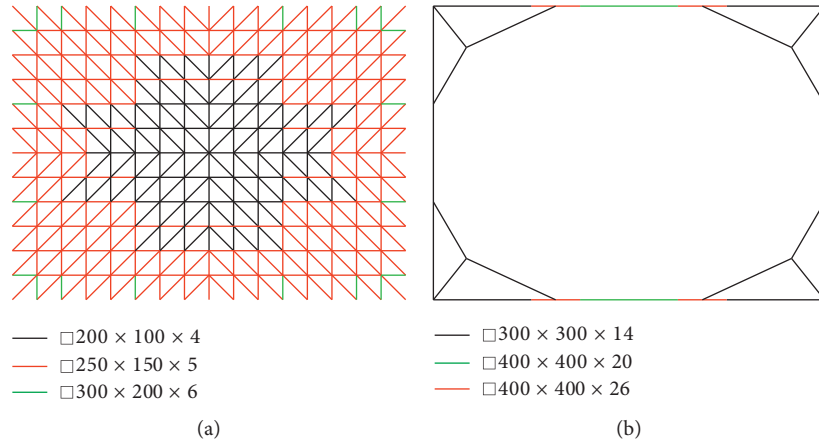 □200 × 100 × 4
□250 × 150 × 5
□300 × 200 × 6
(a)
□300 × 300 × 14
□400 × 400 × 20
□400 × 400 × 26
(b)